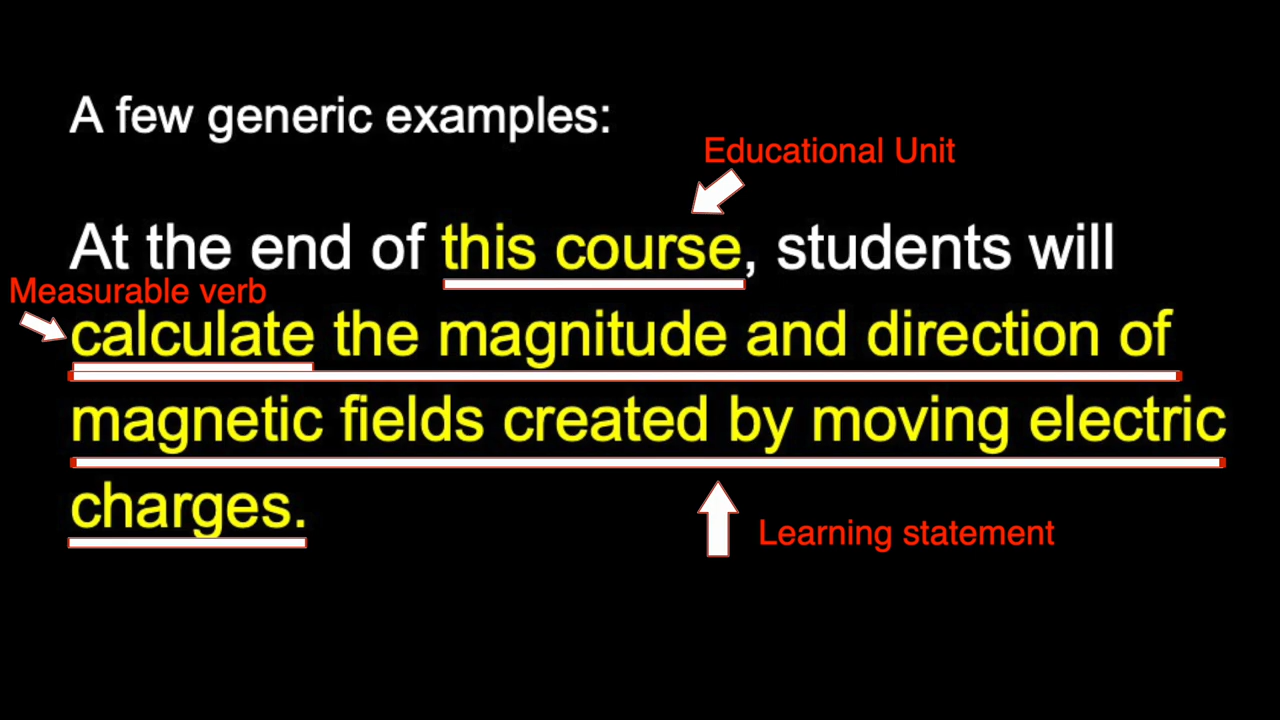 A few generic examples:
Educational Unit
At the end of this course, students will
Measurable verb
calculate the magnitude and direction of
magnetic fields created by moving electric
charges.
Learning statement